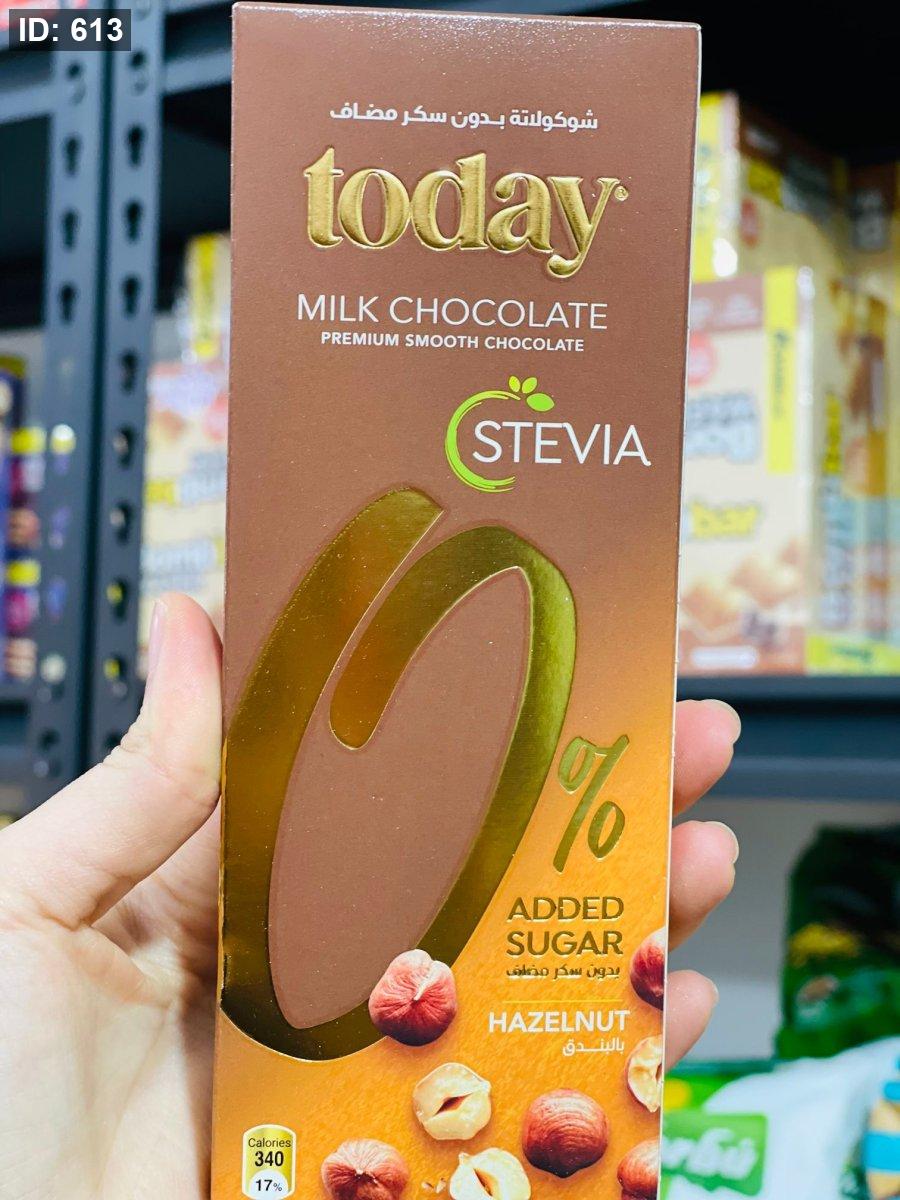 ID: 613
شوكولاتة بدون سكر مضاف
today®
MILK CHOCOLATE
PREMIUM SMOOTH CHOCOLATE
STEVIA
0%
ADDED
SUGAR
بدون سكر مضاف
HAZELNUT
بالبندق
Calories
340
17%
bar